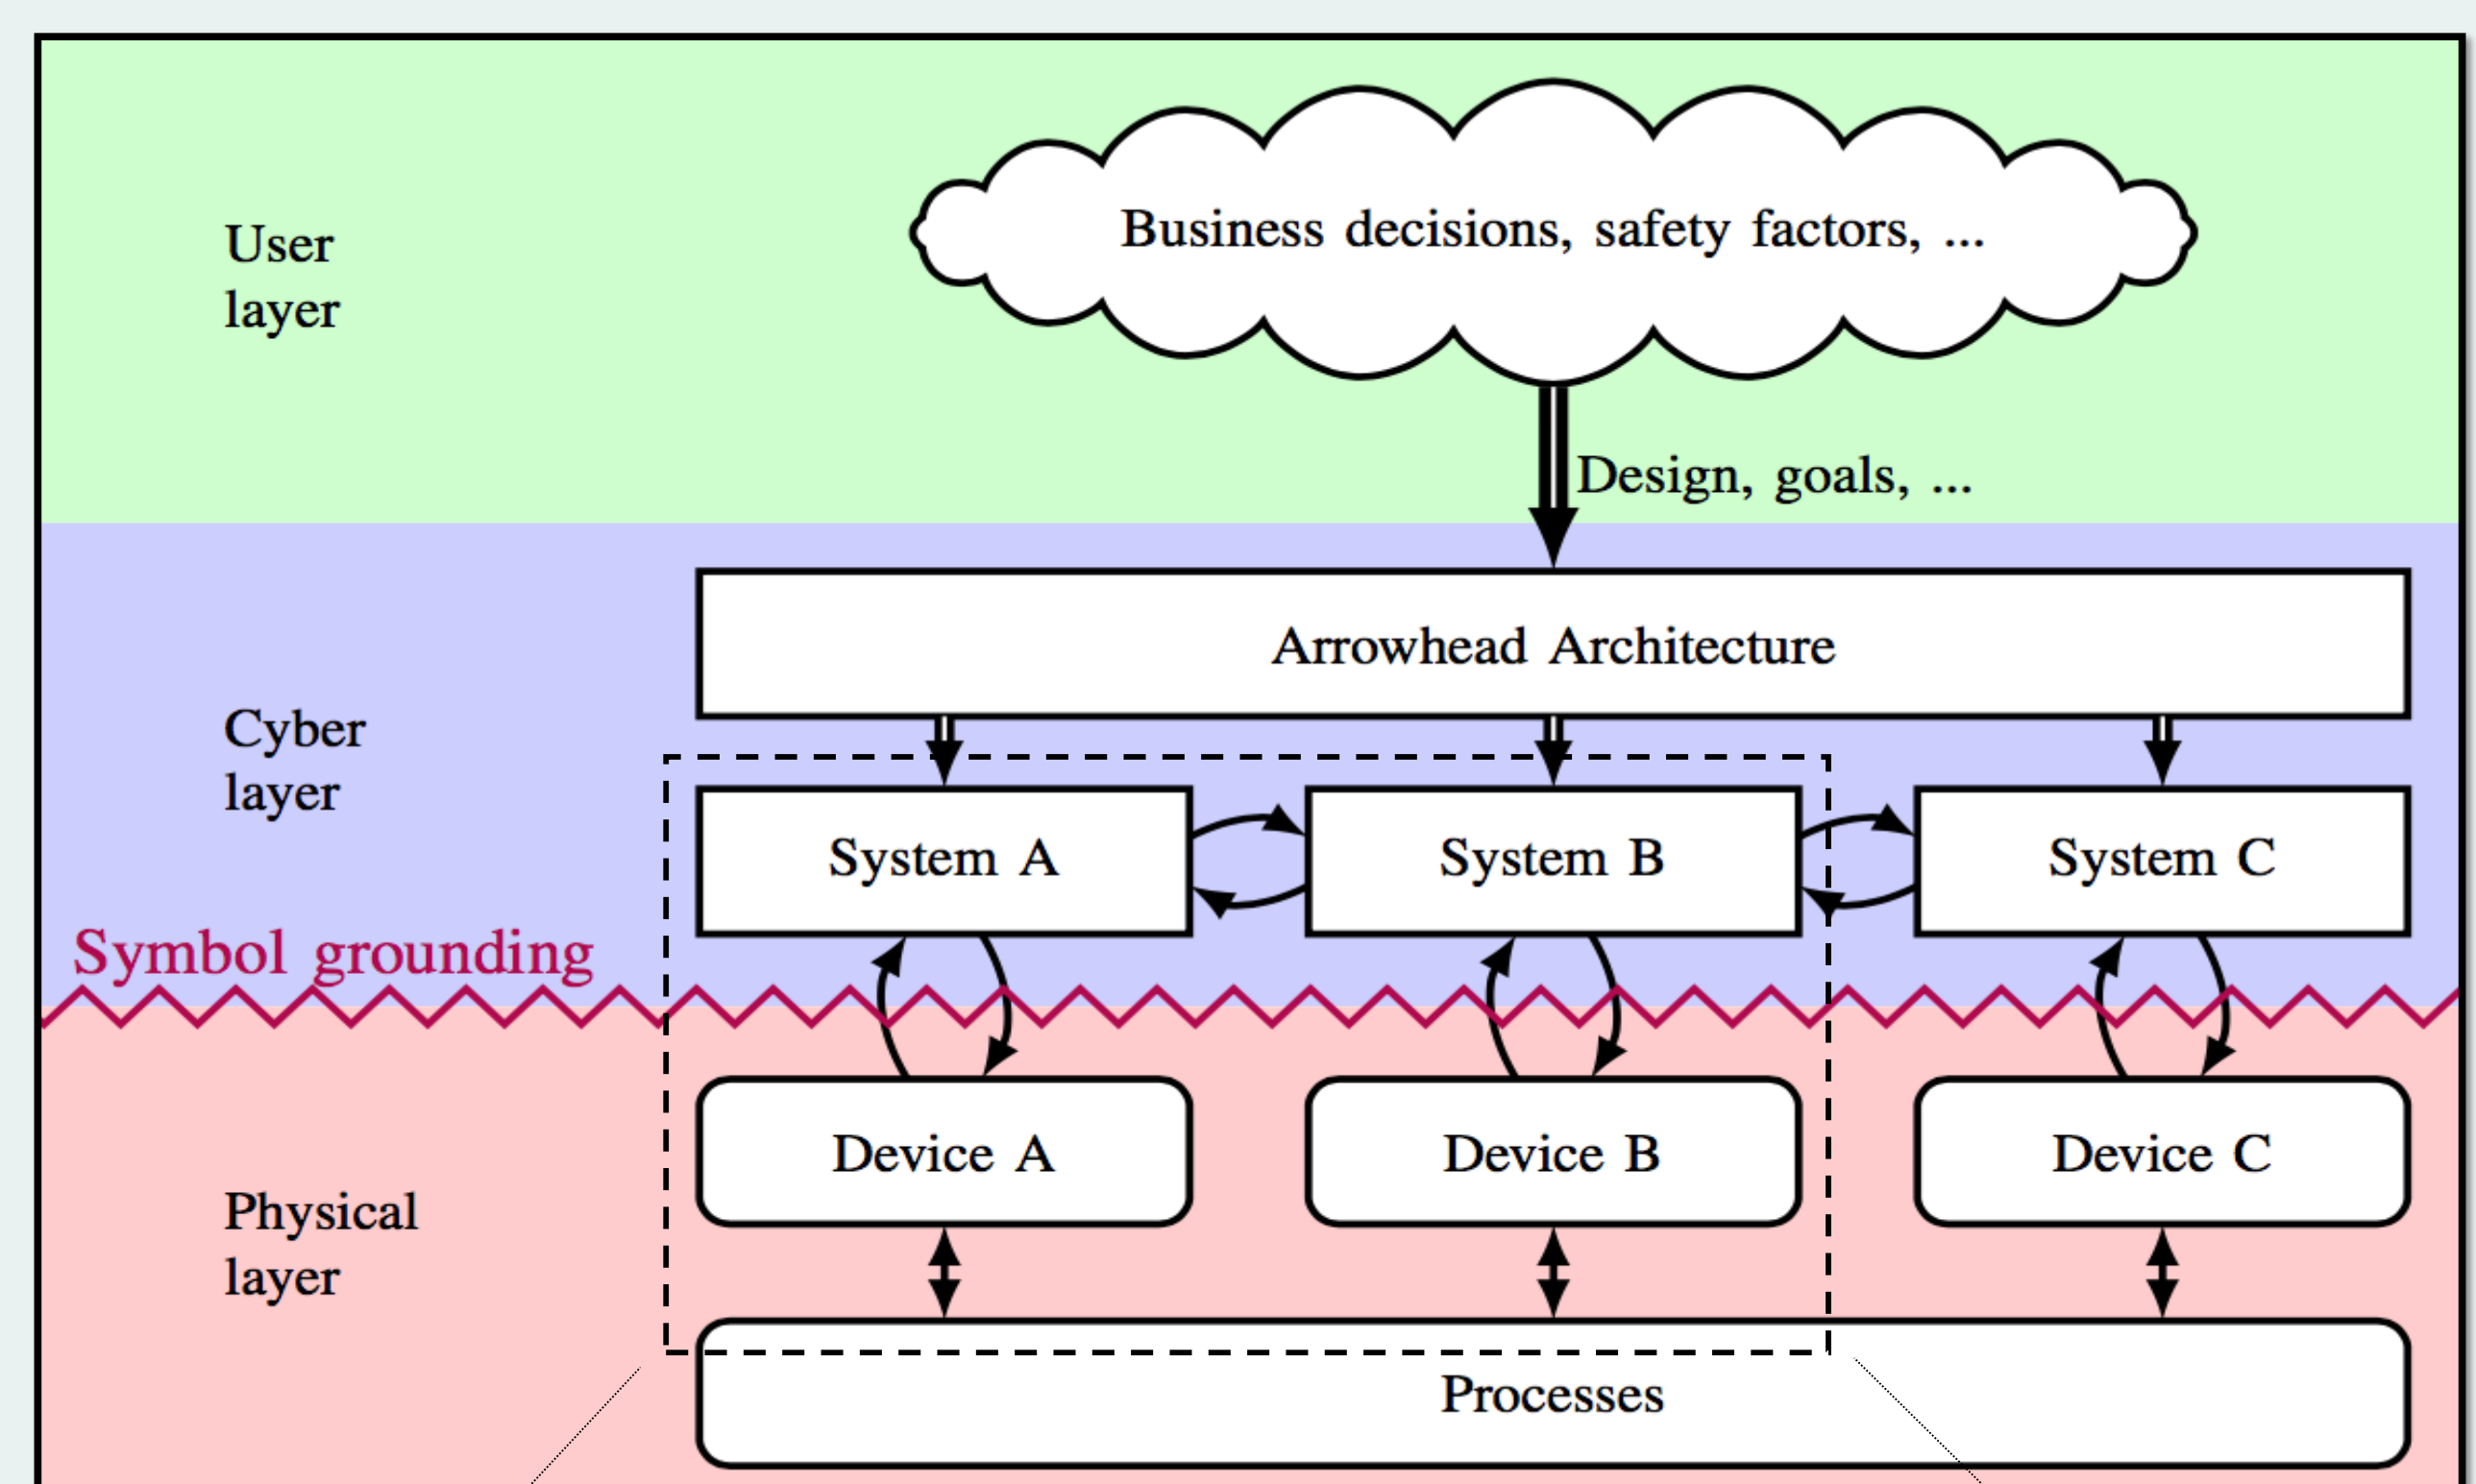 Business decisions, safety factors, ...
User
layer
Design, goals, ...
Arrowhead Architecture
Cyber
layer
System A
System B
System C
Symbol grounding
Device A
Device B
Device C
Physical
layer
Processes